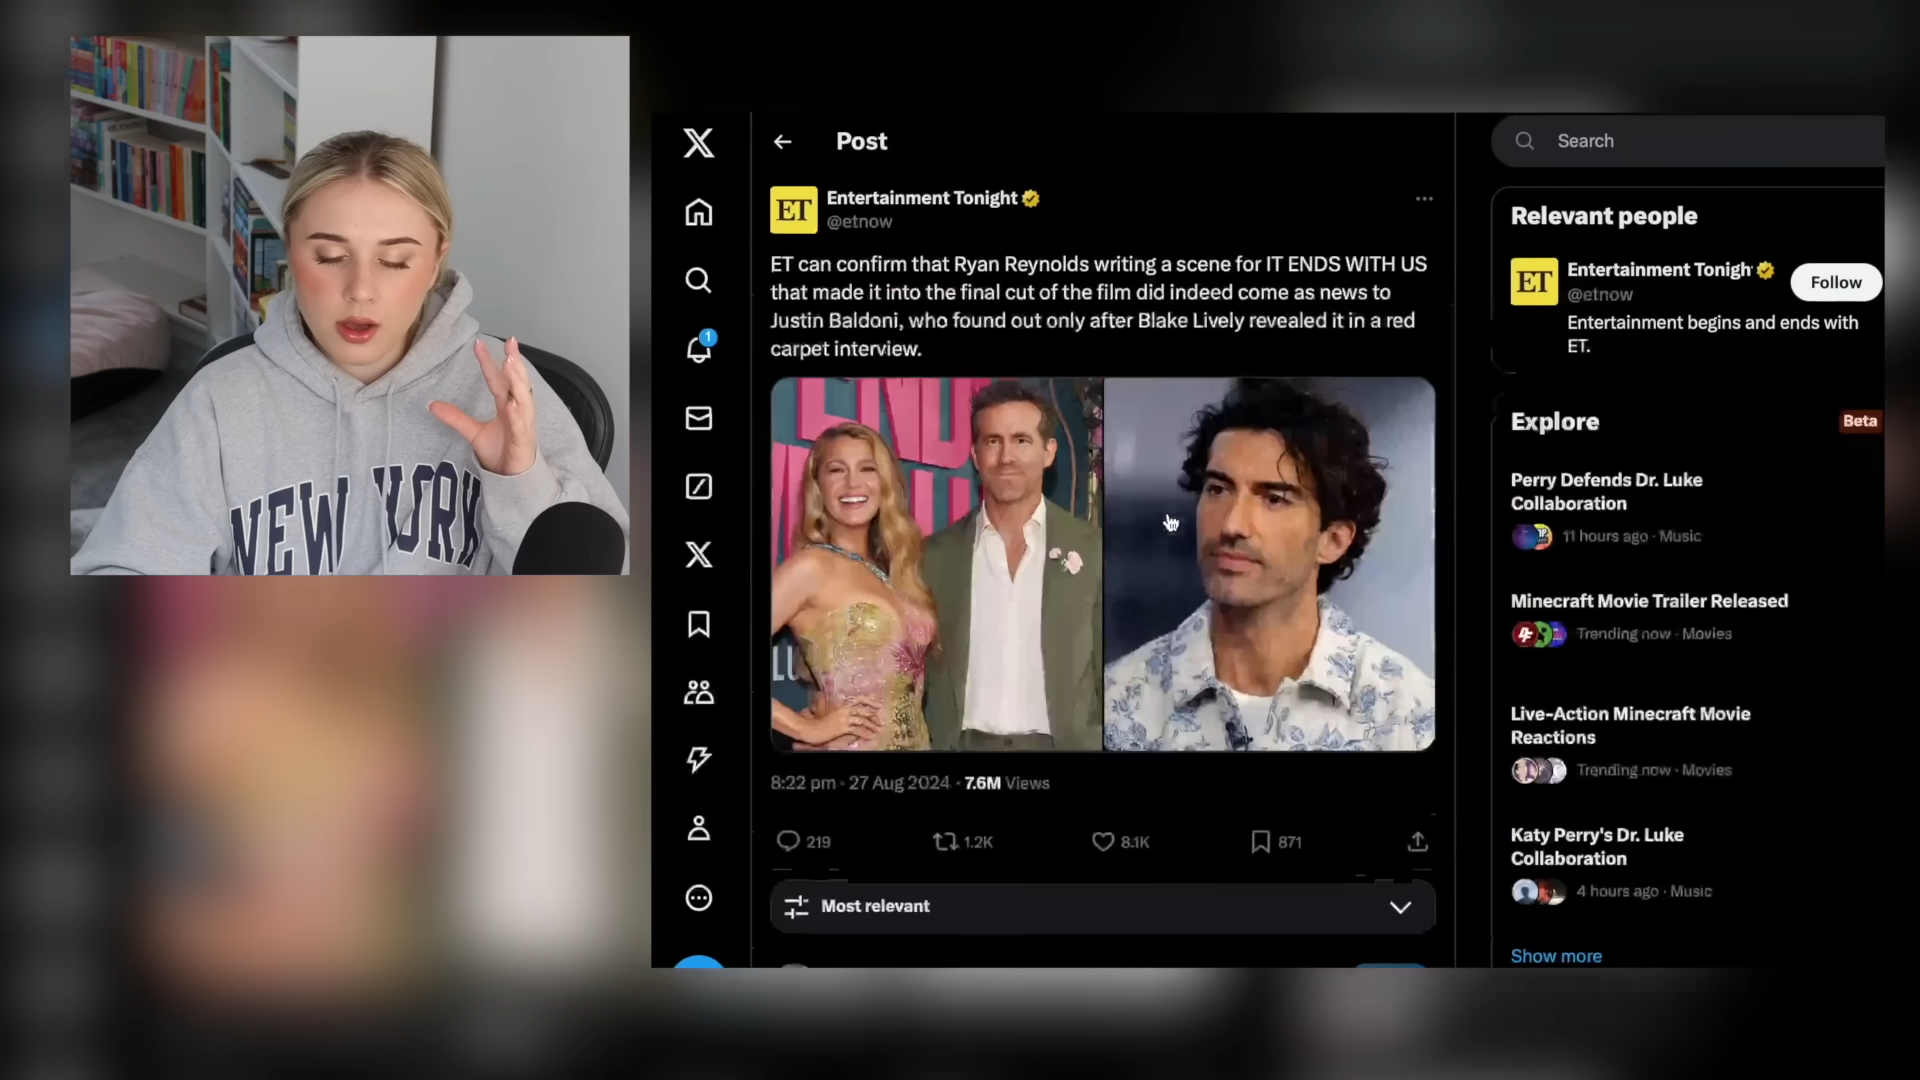 NEW YORK
Post
Search
ET
Entertainment Tonight
@etnow
ET can confirm that Ryan Reynolds writing a scene for IT ENDS WITH US
that made it into the final cut of the film did indeed come as news to
Justin Baldoni, who found out only after Blake Lively revealed it in a red
carpet interview.
8:22 pm · 27 Aug 2024 · 7.6M Views
219
1.2K
8.1K
871
Most relevant
1
Relevant people
ET
Entertainment Tonigh
@etnow
Follow
Entertainment begins and ends with
ET.
Explore
Beta
Perry Defends Dr. Luke
Collaboration
11 hours ago · Music
Minecraft Movie Trailer Released
Trending now · Movies
Live-Action Minecraft Movie
Reactions
Trending now · Movies
Katy Perry's Dr. Luke
Collaboration
4 hours ago · Music
Show more